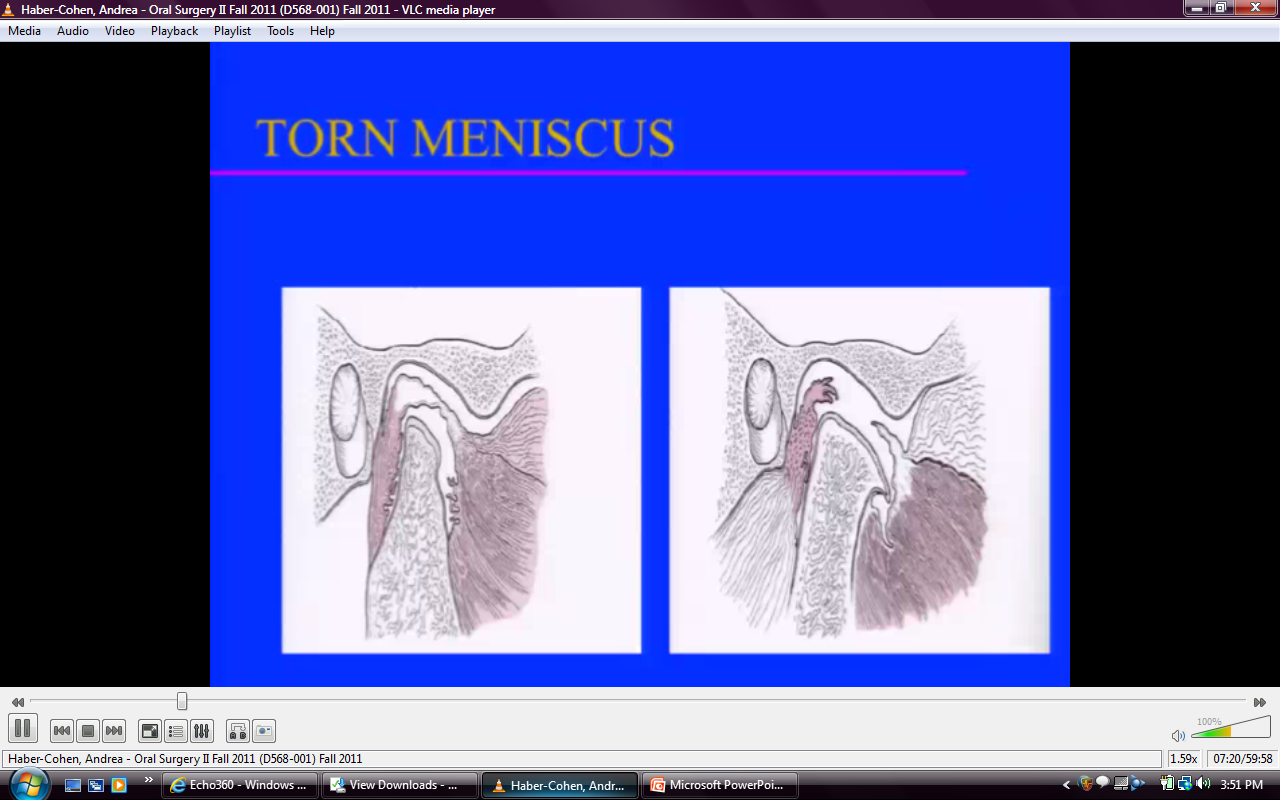 Haber-Cohen, Andrea - Oral Surgery II Fall 2011 (D568-001) Fall 2011 - VLC media player
Media Audio Video Playback Playlist Tools Help
TORN MENISCUS
100%
Haber-Cohen, Andrea - Oral Surgery II Fall 2011 (D568-001) Fall 2011
1.59x
07:20/59:58
Echo360 - Windows ...
View Downloads - ...
Haber-Cohen, Andr...
Microsoft PowerPoi...
3:51 PM